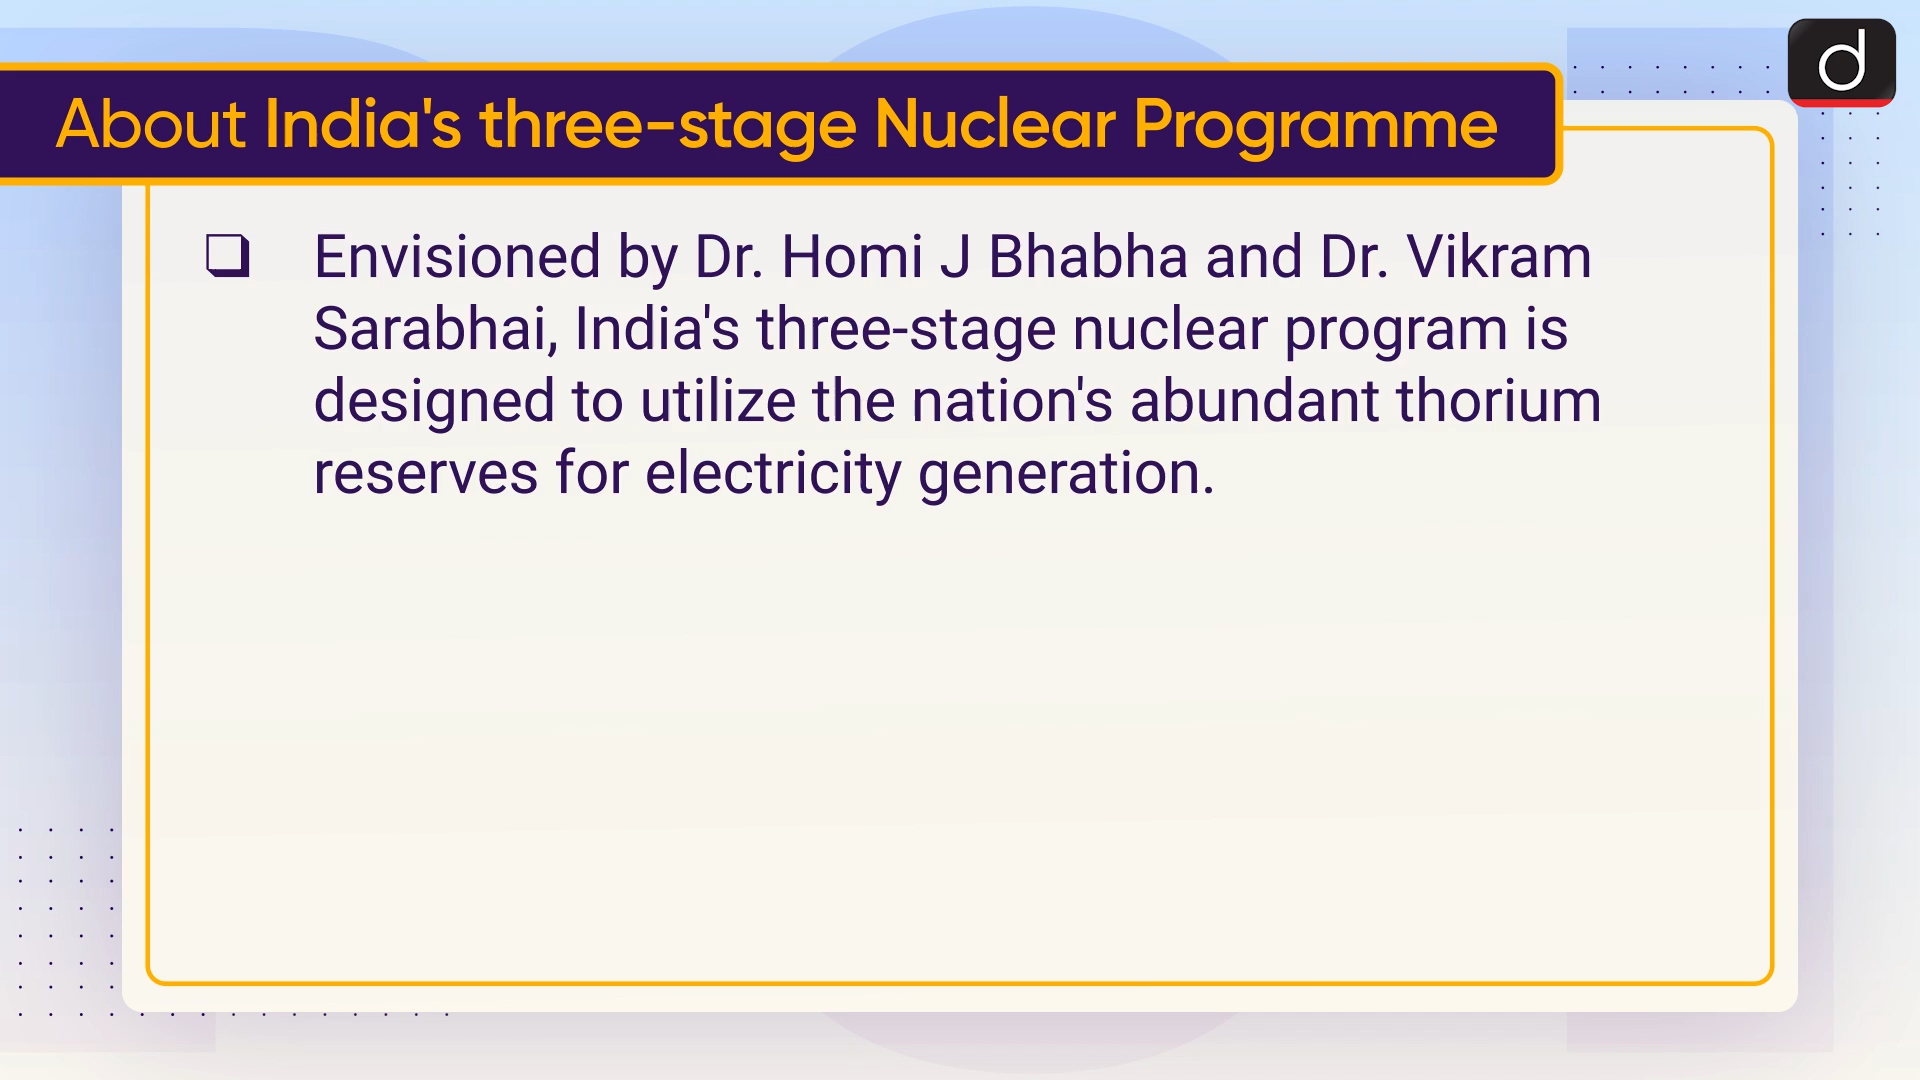 d
About India's three-stage Nuclear Programme
❑ Envisioned by Dr. Homi J Bhabha and Dr. Vikram
Sarabhai, India's three-stage nuclear program is
designed to utilize the nation's abundant thorium
reserves for electricity generation.